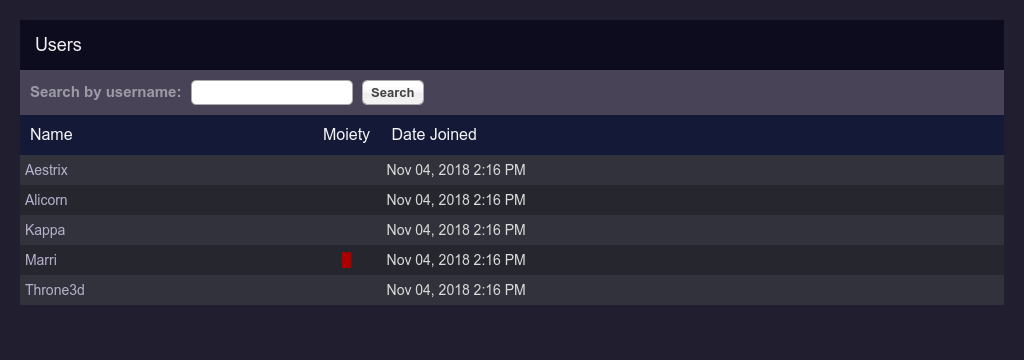 Users
Search by username: Search
Name Moiety Date Joined
Aestrix Nov 04, 2018 2:16 PM
Alicorn Nov 04, 2018 2:16 PM
Kappa Nov 04, 2018 2:16 PM
Marri Nov 04, 2018 2:16 PM
Throne3d Nov 04, 2018 2:16 PM